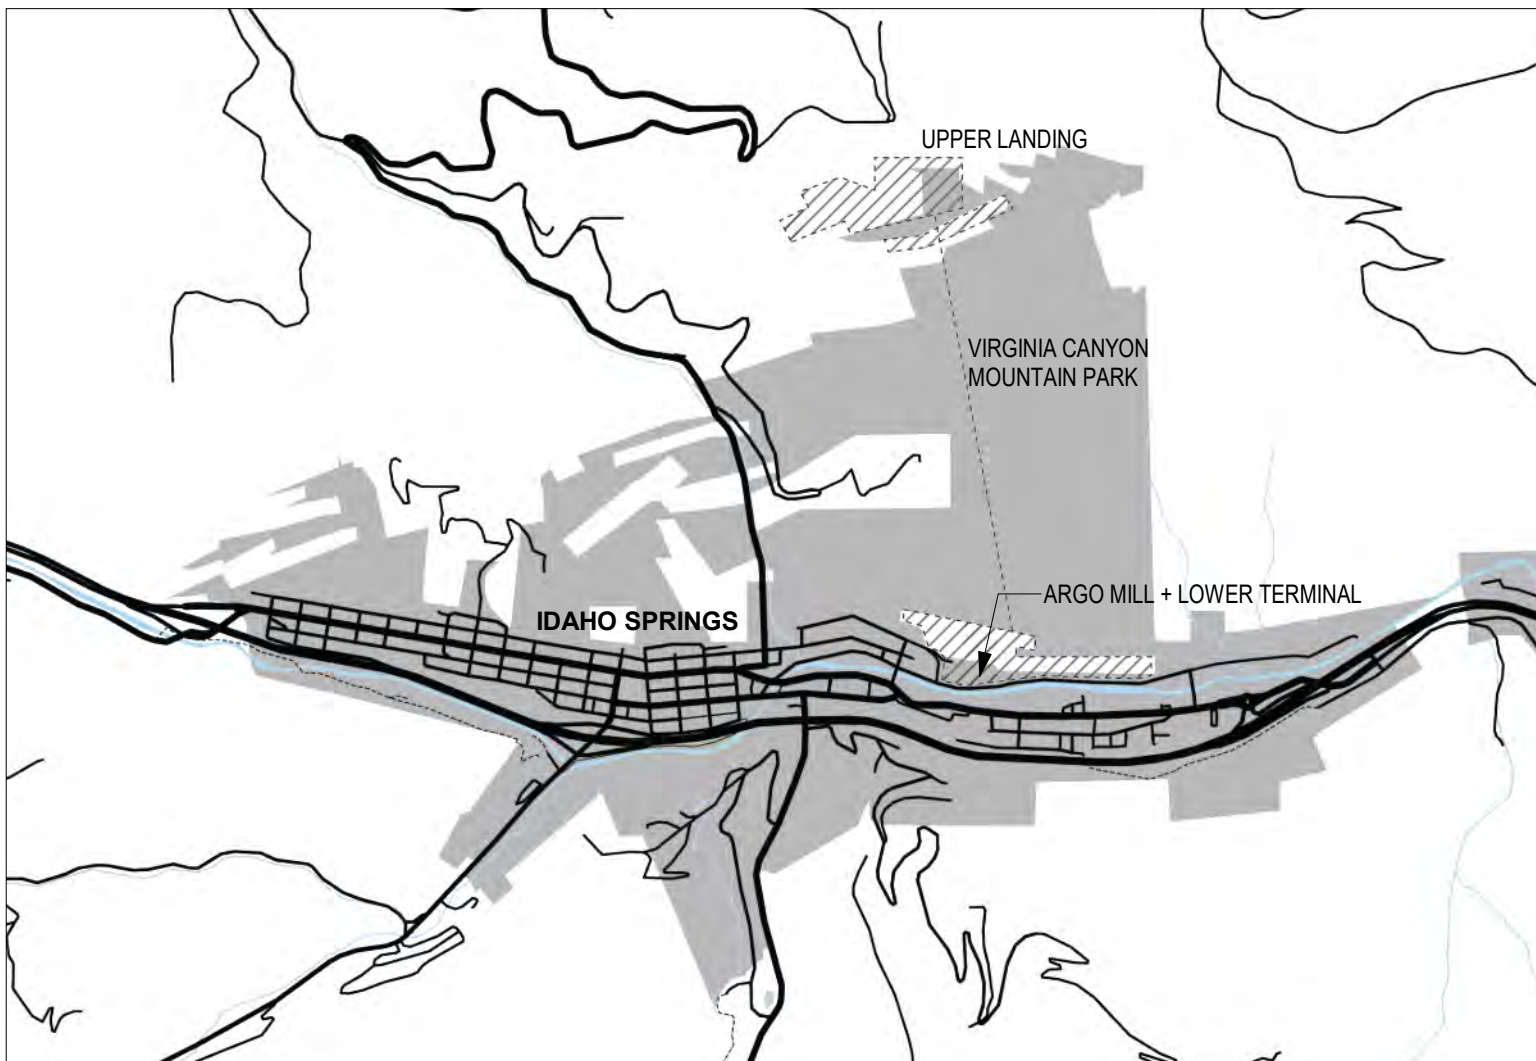 UPPER LANDING
VIRGINIA CANYON
MOUNTAIN PARK
ARGO MILL + LOWER TERMINAL
IDAHO SPRINGS